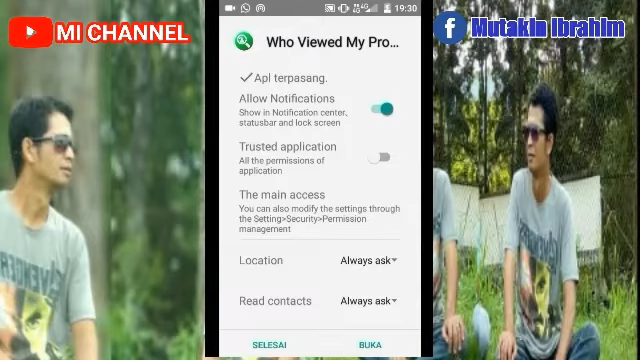 MI CHANNEL
Mutakin Ibrahim
4G
19:30
Who Viewed My Pro...
Apl terpasang.
Allow Notifications
Show in Notification center,
statusbar and lock screen
Trusted application
All the permissions of
application
The main access
You can also modify the settings through
the Setting>Security>Permission
management
Location
Always ask
Read contacts
Always ask
SELESAI
BUKA